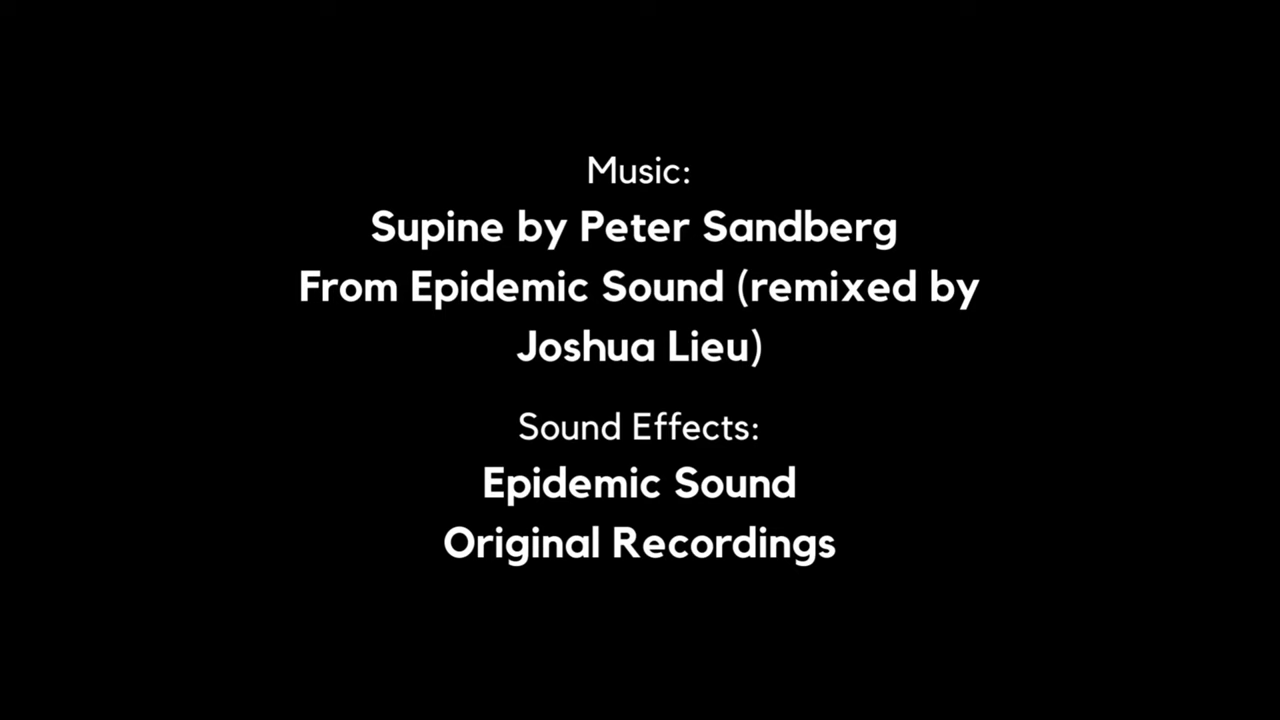 Music:
Supine by Peter Sandberg
From Epidemic Sound (remixed by
Joshua Lieu)
Sound Effects:
Epidemic Sound
Original Recordings